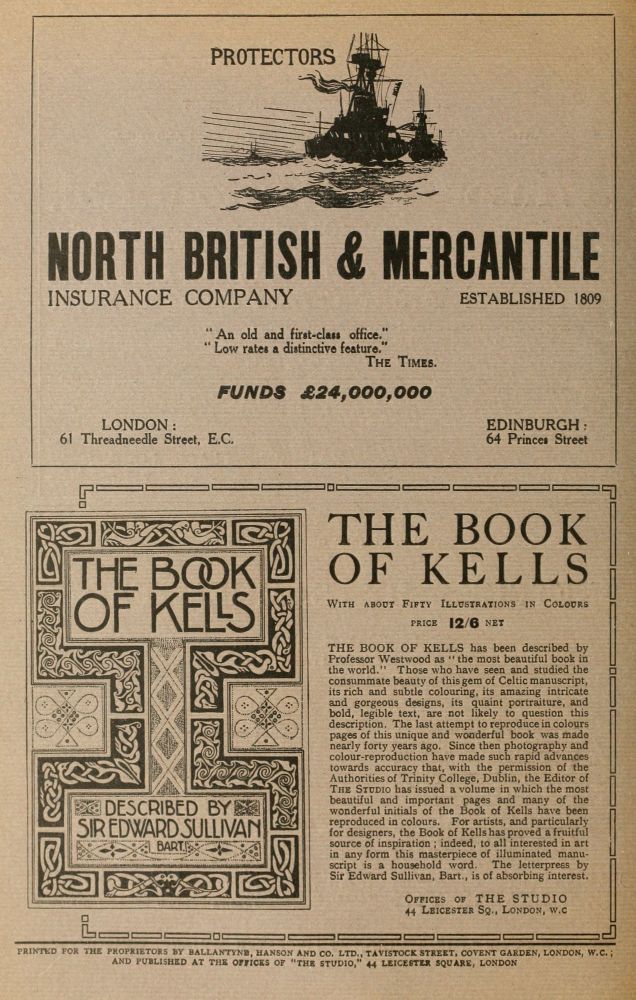 PROTECTORS
NORTH BRITISH & MERCANTILE
INSURANCE COMPANY ESTABLISHED 1809
"An old and first-class office."
"Low rates a distinctive feature."
THE TIMES.
FUNDS £24,000,000
LONDON: EDINBURGH:
61 Threadneedle Street, E.C. 64 Princes Street
THE BOOK
OF KELLS
DESCRIBED BY
SIR EDWARD SULLIVAN
BART.
THE BOOK
OF KELLS
WITH ABOUT FIFTY ILLUSTRATIONS IN COLOURS
PRICE 12/6 NET
THE BOOK OF KELLS has been described by
Professor Westwood as "the most beautiful book in
the world." Those who have seen and studied the
consummate beauty of this gem of Celtic manuscript,
its rich and subtle colouring, its amazing intricate
and gorgeous designs, its quaint portraiture, and
bold, legible text, are not likely to question this
description. The last attempt to reproduce in colours
pages of this unique and wonderful book was made
nearly forty years ago. Since then photography and
colour-reproduction have made such rapid advances
towards accuracy that, with the permission of the
Authorities of Trinity College, Dublin, the Editor of
THE STUDIO has issued a volume in which the most
beautiful and important pages and many of the
wonderful initials of the Book of Kells have been
reproduced in colours. For artists, and particularly
for designers, the Book of Kells has proved a fruitful
source of inspiration; indeed, to all interested in art
in any form this masterpiece of illuminated manu-
script is a household word. The letterpress by
Sir Edward Sullivan, Bart., is of absorbing interest.
OFFICES OF THE STUDIO
44 LEICESTER SQ., LONDON, W.C
PRINTED FOR THE PROPRIETORS BY BALLANTYNE, HANSON AND CO. LTD., TAVISTOCK STREET, COVENT GARDEN, LONDON, W.C.;
AND PUBLISHED AT THE OFFICES OF "THE STUDIO," 44 LEICESTER SQUARE, LONDON